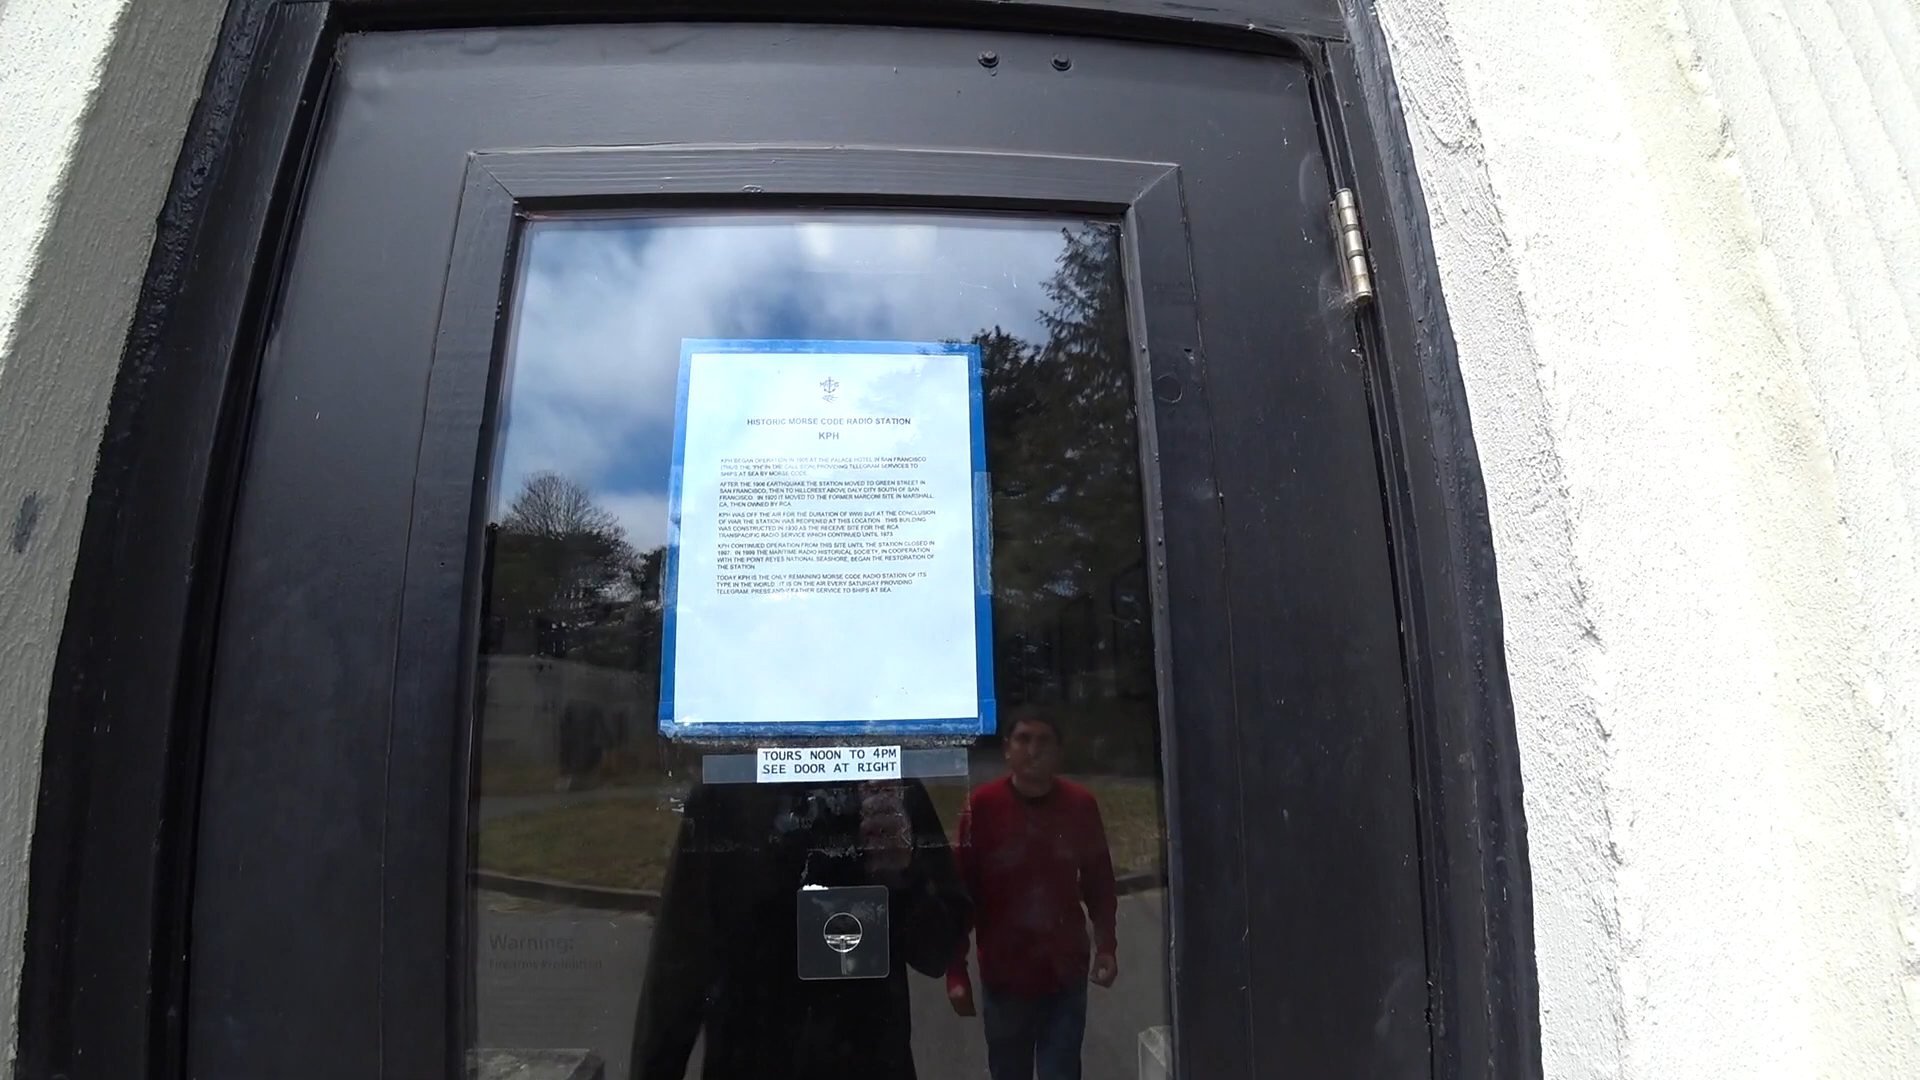 HISTORIC MORSE CODE RADIO STATION
KPH
KPH BEGAN OPERATION IN 1905 AT THE PALACE HOTEL IN SAN FRANCISCO
(THUS THE "PH" IN THE CALL SIGN) PROVIDING TELEGRAM SERVICES TO
SHIPS AT SEA BY MORSE CODE.
AFTER THE 1906 EARTHQUAKE THE STATION MOVED TO GREEN STREET IN
SAN FRANCISCO, THEN TO HILLCREST ABOVE DALY CITY SOUTH OF SAN
FRANCISCO. IN 1920 IT MOVED TO THE FORMER MARCONI SITE IN MARSHALL,
CA, THEN OWNED BY RCA.
KPH WAS OFF THE AIR FOR THE DURATION OF WWII BUT AT THE CONCLUSION
OF WAR THE STATION WAS REOPENED AT THIS LOCATION. THIS BUILDING
WAS CONSTRUCTED IN 1930 AS THE RECEIVE SITE FOR THE RCA
TRANSPACIFIC RADIO SERVICE WHICH CONTINUED UNTIL 1973.
KPH CONTINUED OPERATION FROM THIS SITE UNTIL THE STATION CLOSED IN
1997. IN 1999 THE MARITIME RADIO HISTORICAL SOCIETY, IN COOPERATION
WITH THE POINT REYES NATIONAL SEASHORE, BEGAN THE RESTORATION OF
THE STATION.
TODAY KPH IS THE ONLY REMAINING MORSE CODE RADIO STATION OF ITS
TYPE IN THE WORLD. IT IS ON THE AIR EVERY SATURDAY PROVIDING
TELEGRAM, PRESS AND WEATHER SERVICE TO SHIPS AT SEA.
TOURS NOON TO 4PM
SEE DOOR AT RIGHT
Warning:
Firearms Prohibited